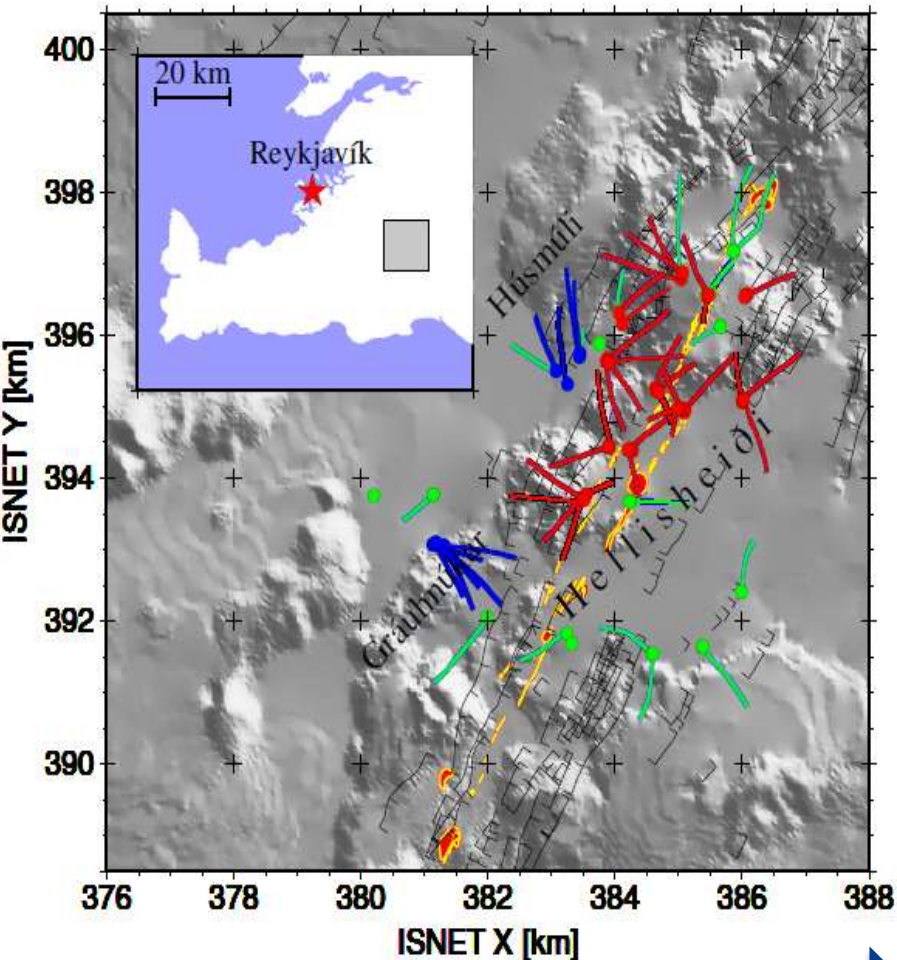 400
398
396
394
392
390
376
378
380
382
384
386
388
ISNET Y [km]
ISNET X [km]
20 km
Reykjavík
Húsmúli
Hellisheiði
Gráuhnúkar